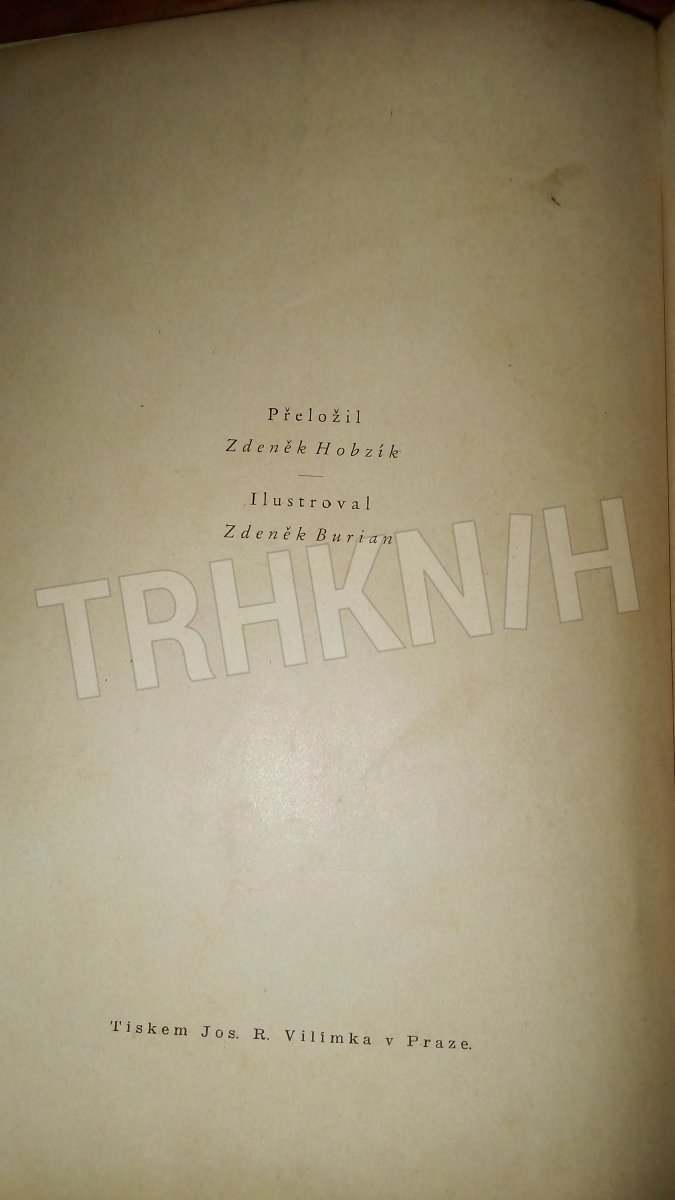 Přeložil
Zdeněk Hobzík
Ilustroval
Zdeněk Burian
TRHKNIH
Tiskem Jos. R. Vilímka v Praze.